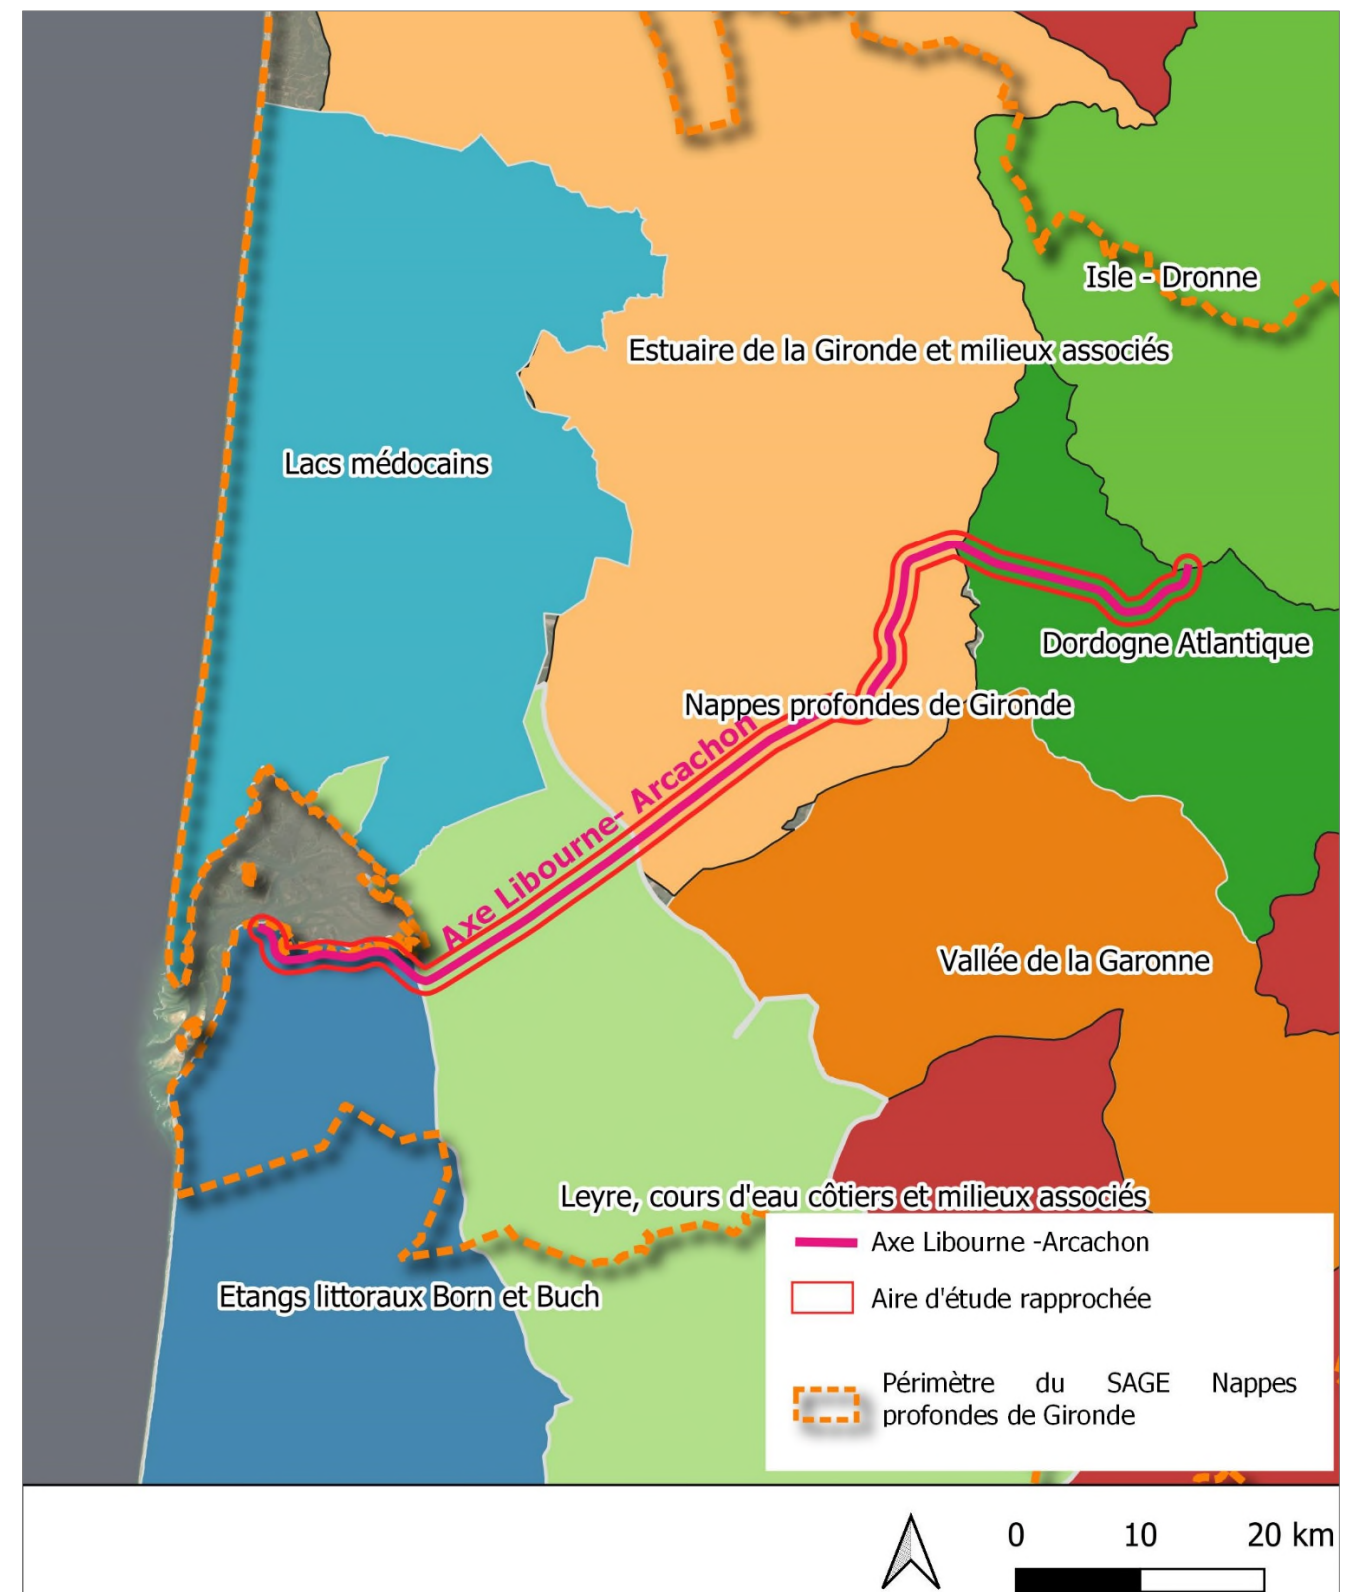 Isle - Dronne
Estuaire de la Gironde et milieux associés
Lacs médocains
Dordogne Atlantique
Nappes profondes de Gironde
Axe Libourne- Arcachon
Vallée de la Garonne
Leyre, cours d'eau côtiers et milieux associés
Etangs littoraux Born et Buch
Axe Libourne -Arcachon
Aire d'étude rapprochée
Périmètre du SAGE Nappes
profondes de Gironde
0 10 20 km